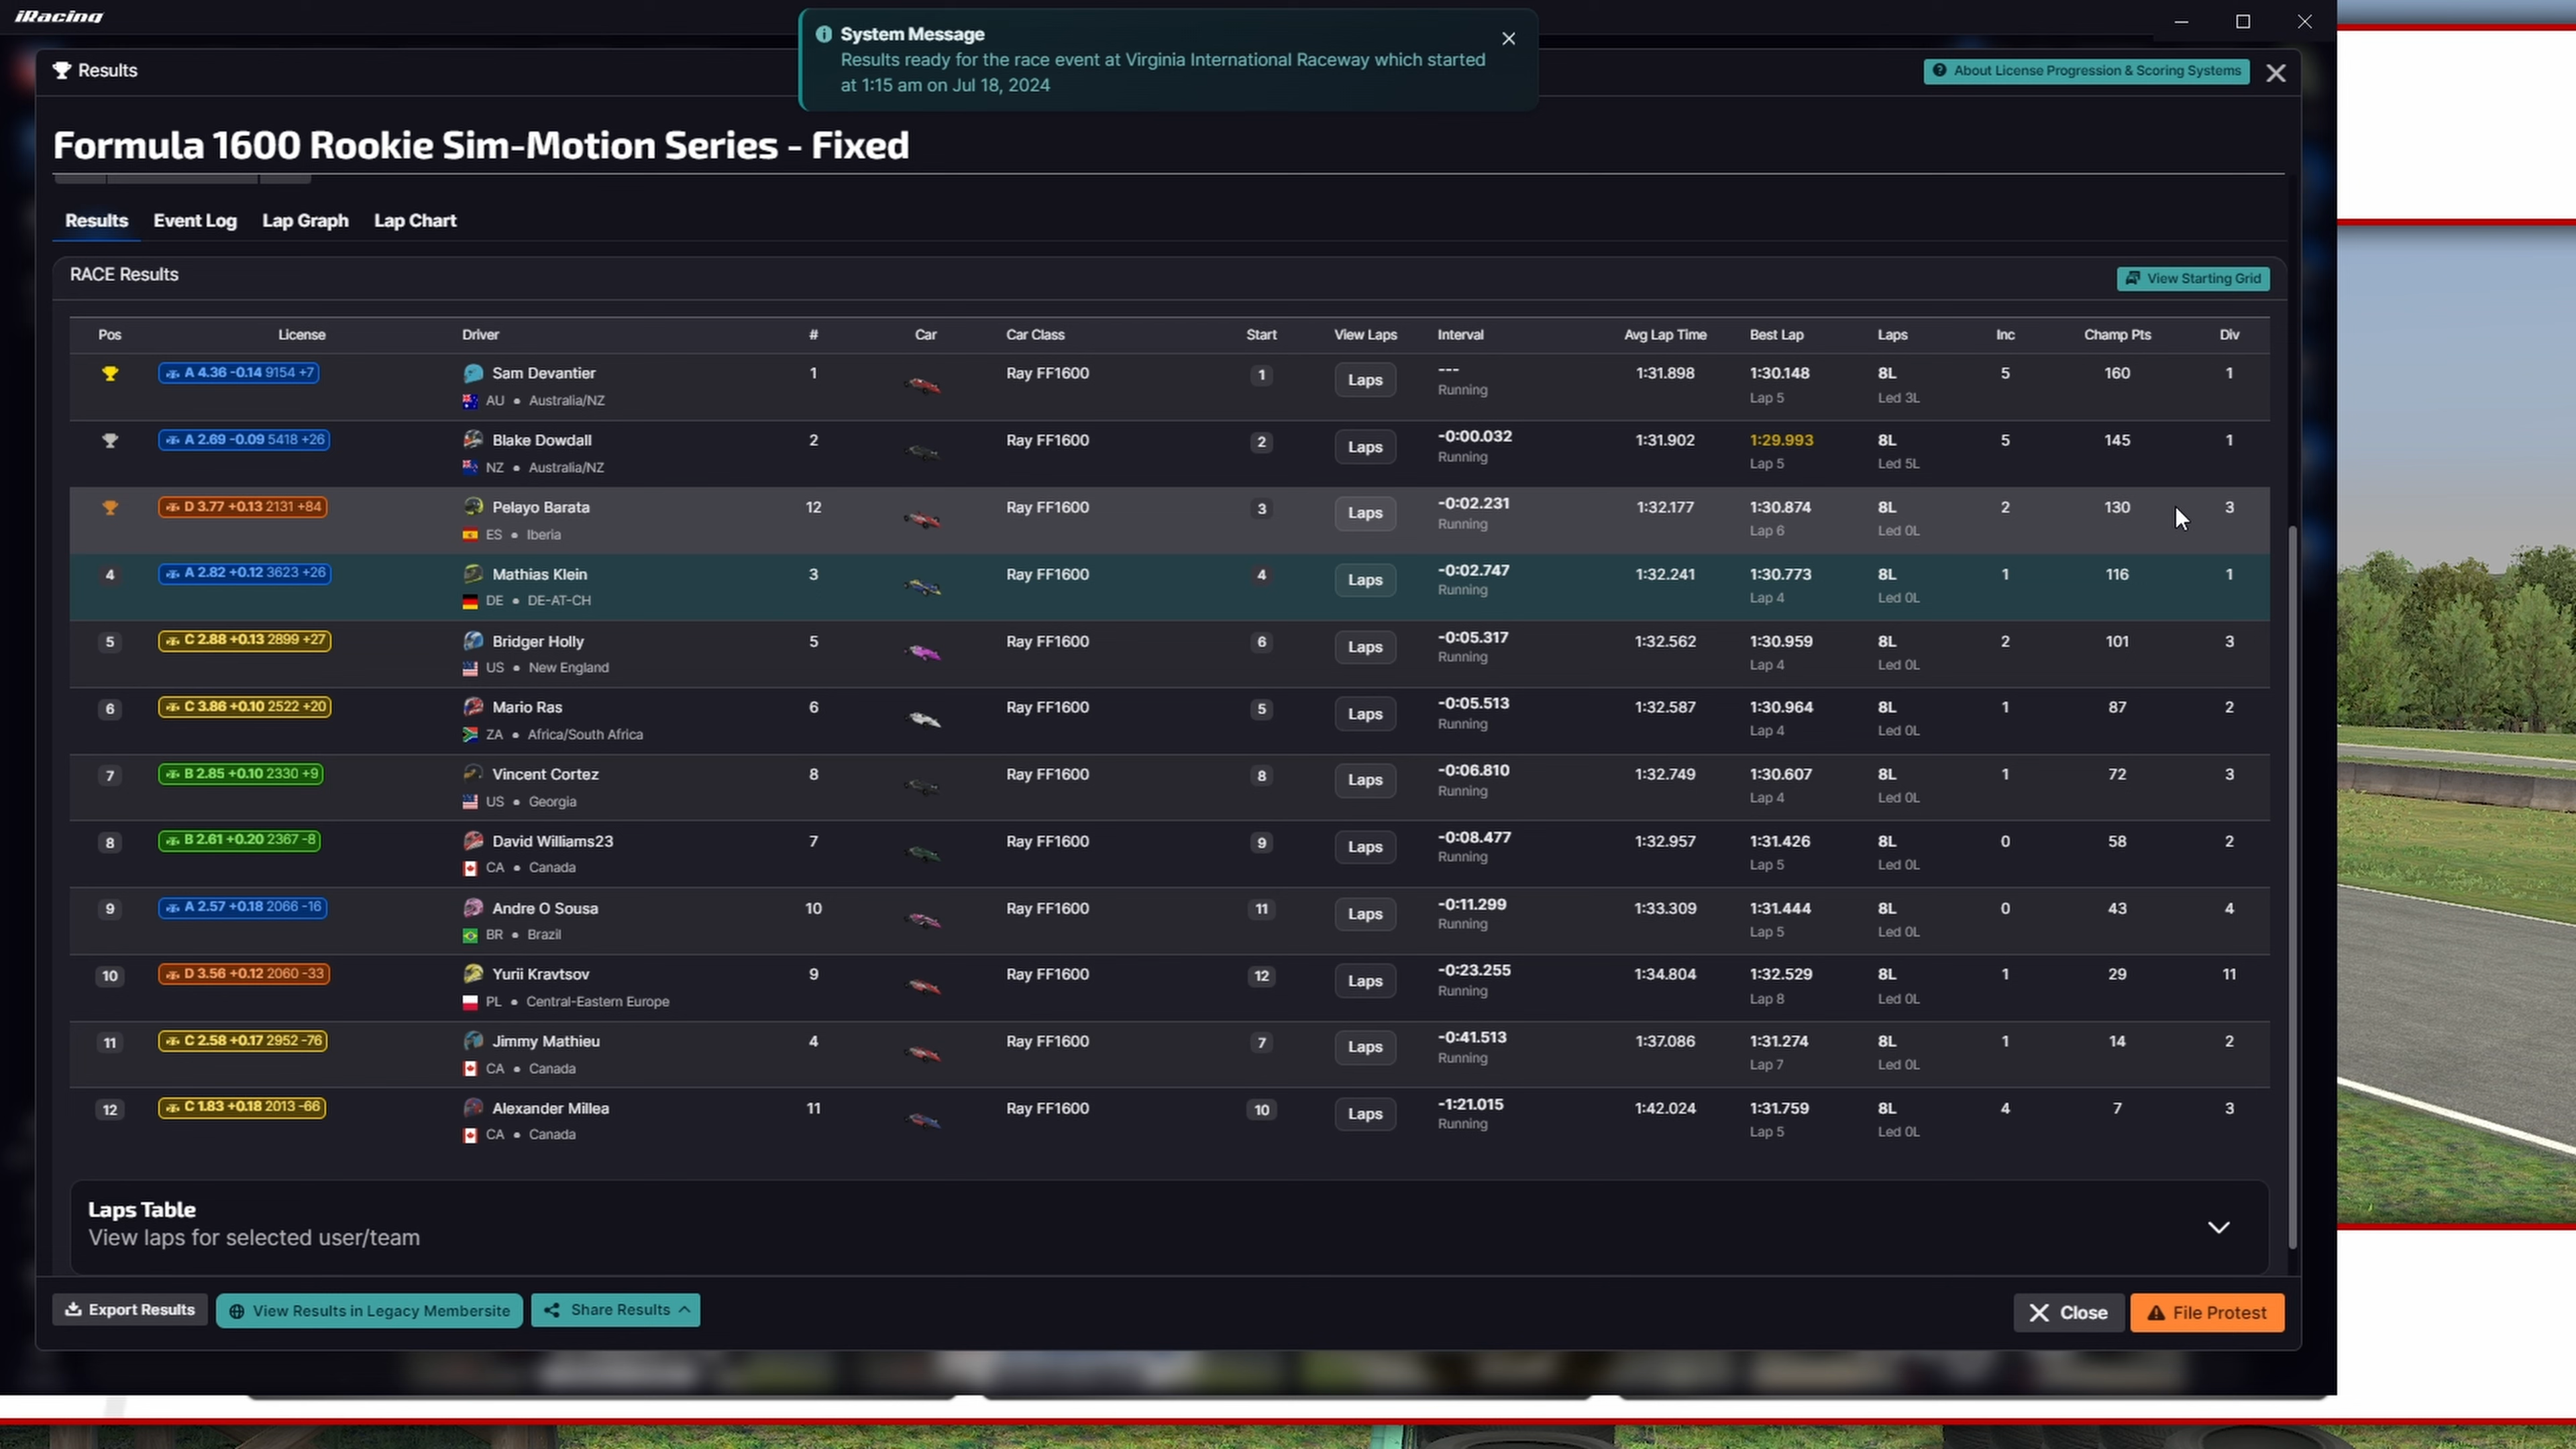 iRacing
System Message
Results ready for the race event at Virginia International Raceway which started
at 1:15 am on Jul 18, 2024
Results
About License Progression & Scoring Systems
Formula 1600 Rookie Sim-Motion Series - Fixed
Results Event Log Lap Graph Lap Chart
RACE Results
View Starting Grid
Pos License Driver # Car Car Class Start View Laps Interval Avg Lap Time Best Lap Laps Inc Champ Pts Div
A 4.36 -0.14 9154 +7 Sam Devantier 1 Ray FF1600 1 Laps --- 1:31.898 1:30.148 8L 5 160 1
AU • Australia/NZ Running Lap 5 Led 3L
A 2.69 -0.09 5418 +26 Blake Dowdall 2 Ray FF1600 2 Laps -0:00.032 1:31.902 1:29.993 8L 5 145 1
NZ • Australia/NZ Running Lap 5 Led 5L
D 3.77 +0.13 2131 +84 Pelayo Barata 12 Ray FF1600 3 Laps -0:02.231 1:32.177 1:30.874 8L 2 130 3
ES • Iberia Running Lap 6 Led 0L
4 A 2.82 +0.12 3623 +26 Mathias Klein 3 Ray FF1600 4 Laps -0:02.747 1:32.241 1:30.773 8L 1 116 1
DE • DE-AT-CH Running Lap 4 Led 0L
5 C 2.88 +0.13 2899 +27 Bridger Holly 5 Ray FF1600 6 Laps -0:05.317 1:32.562 1:30.959 8L 2 101 3
US • New England Running Lap 4 Led 0L
6 C 3.86 +0.10 2522 +20 Mario Ras 6 Ray FF1600 5 Laps -0:05.513 1:32.587 1:30.964 8L 1 87 2
ZA • Africa/South Africa Running Lap 4 Led 0L
7 B 2.85 +0.10 2330 +9 Vincent Cortez 8 Ray FF1600 8 Laps -0:06.810 1:32.749 1:30.607 8L 1 72 3
US • Georgia Running Lap 4 Led 0L
8 B 2.61 +0.20 2367 -8 David Williams23 7 Ray FF1600 9 Laps -0:08.477 1:32.957 1:31.426 8L 0 58 2
CA • Canada Running Lap 5 Led 0L
9 A 2.57 +0.18 2066 -16 Andre O Sousa 10 Ray FF1600 11 Laps -0:11.299 1:33.309 1:31.444 8L 0 43 4
BR • Brazil Running Lap 5 Led 0L
10 D 3.56 +0.12 2060 -33 Yurii Kravtsov 9 Ray FF1600 12 Laps -0:23.255 1:34.804 1:32.529 8L 1 29 11
PL • Central-Eastern Europe Running Lap 8 Led 0L
11 C 2.58 +0.17 2952 -76 Jimmy Mathieu 4 Ray FF1600 7 Laps -0:41.513 1:37.086 1:31.274 8L 1 14 2
CA • Canada Running Lap 7 Led 0L
12 C 1.83 +0.18 2013 -66 Alexander Millea 11 Ray FF1600 10 Laps -1:21.015 1:42.024 1:31.759 8L 4 7 3
CA • Canada Running Lap 5 Led 0L
Laps Table
View laps for selected user/team
Export Results View Results in Legacy Membersite Share Results Close File Protest